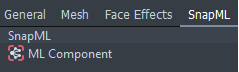 General Mesh Face Effects SnapML
SnapML
ML Component